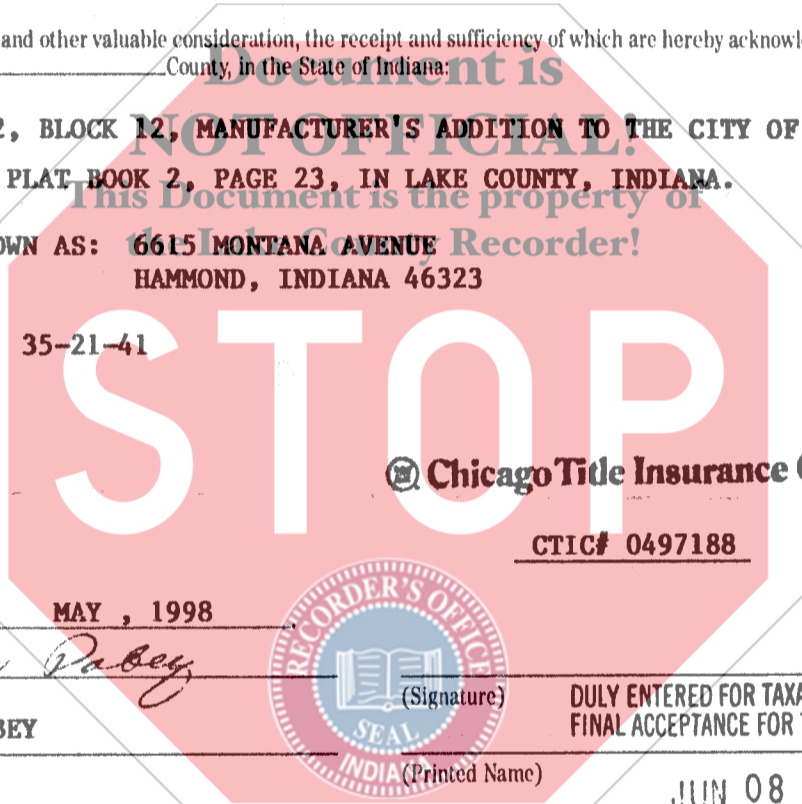 and other valuable consideration, the receipt and sufficiency of which are hereby
County, in the State of Indiana:
Document is
2, BLOCK 12, MANUFACTURER'S ADDITION TO THE CITY OF
NOT OFFICIAL!
PLAT BOOK 2, PAGE 23, IN LAKE COUNTY, INDIANA.
This Document is the property of
AS: 6615 MONTANA AVENUE
the Lake County Recorder!
HAMMOND, INDIANA 46323
35-21-41
STOP
Chicago Title Insurance
CTIC# 0497188
MAY , 1998
Pabey
RECORDER'S OFFICE
(Signature)
DULY ENTERED FOR
BEY
FINAL ACCEPTANCE FOR
SEAL
INDIANA
(Printed Name)
JUN 08